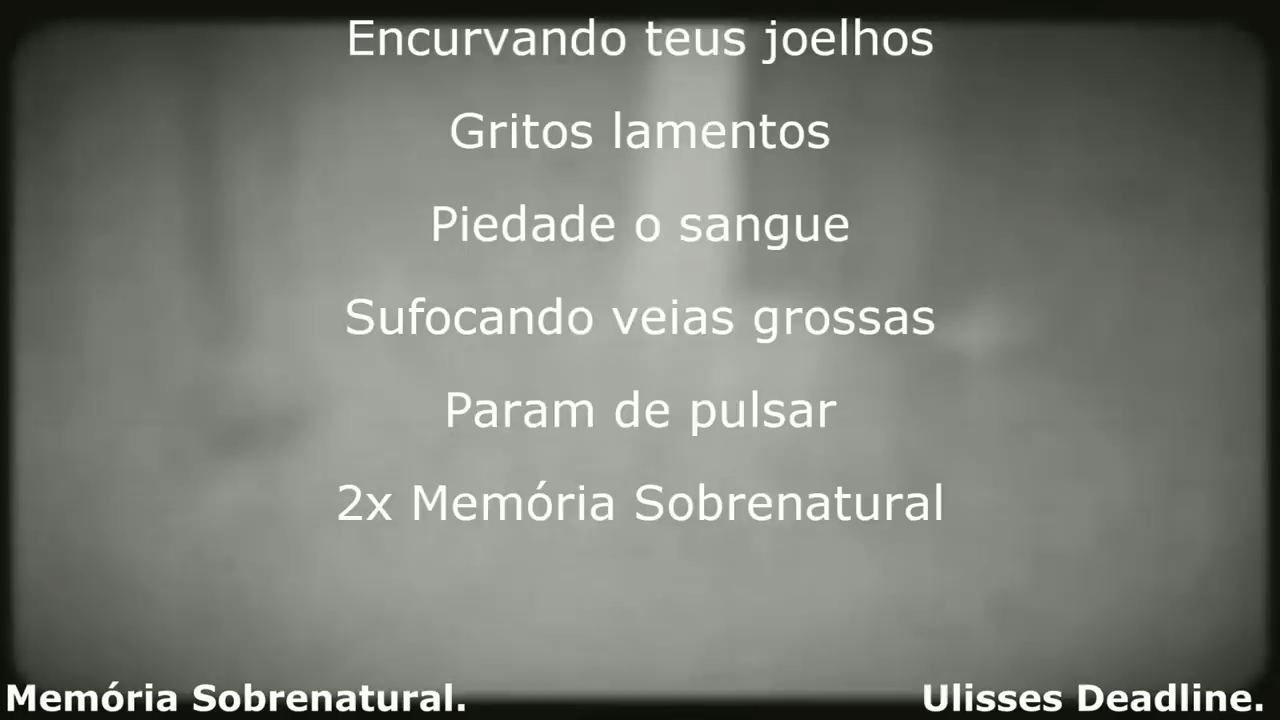 Encurvando teus joelhos
Gritos lamentos
Piedade o sangue
Sufocando veias grossas
Param de pulsar
2x Memória Sobrenatural
Memória Sobrenatural.
Ulisses Deadline.